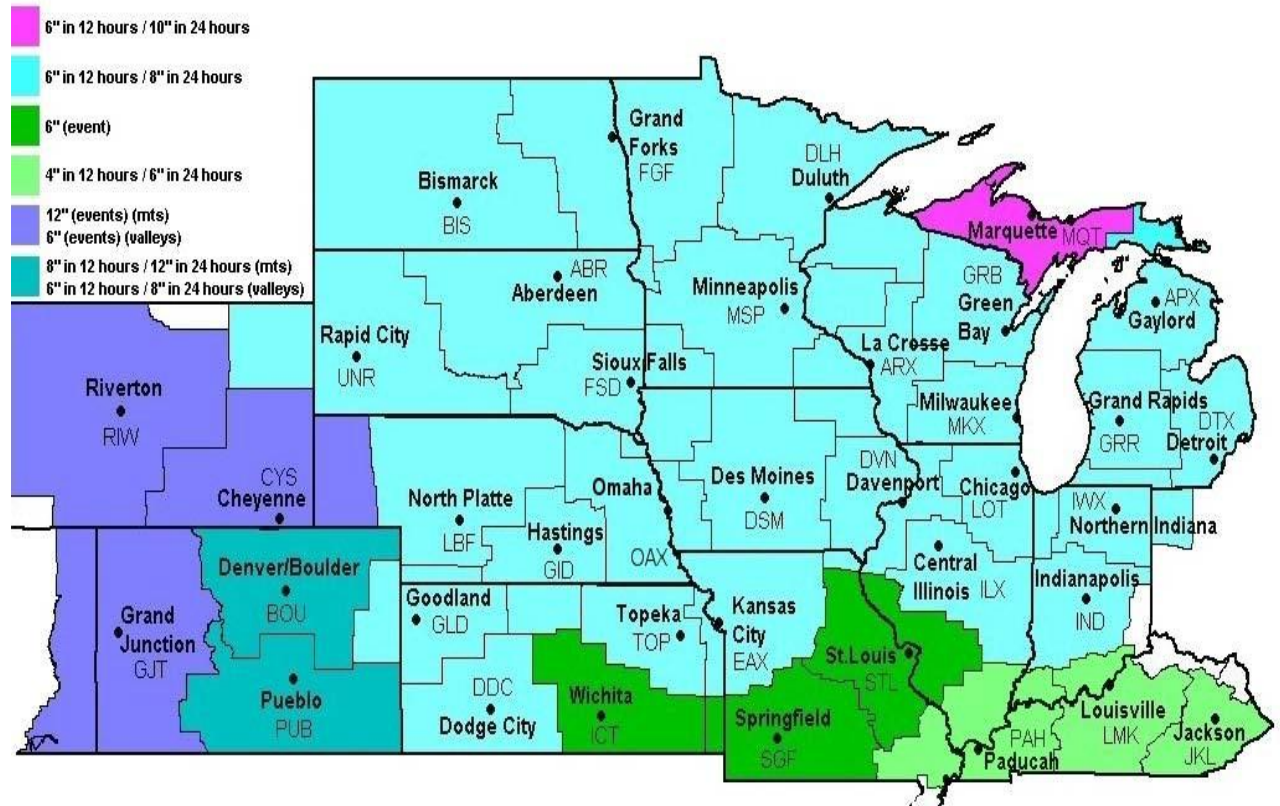 6" in 12 hours / 10" in 24 hours
6" in 12 hours / 8" in 24 hours
6" (event)
4" in 12 hours / 6" in 24 hours
12" (events) (mts)
6" (events) (valleys)
8" in 12 hours / 12" in 24 hours (mts)
6" in 12 hours / 8" in 24 hours (valleys)
Grand
Forks
FGF
DLH
Duluth
Bismarck
BIS
Marquette MQT
ABR
Aberdeen
Minneapolis
MSP
GRB
Green
Bay
APX
Gaylord
Rapid City
UNR
Sioux Falls
FSD
La Crosse
ARX
Riverton
RIW
Milwaukee
MKX
Grand Rapids
GRR
DTX
Detroit
CYS
Cheyenne
North Platte
LBF
Omaha
OAX
Hastings
GID
Des Moines
DSM
DVN
Davenport
Chicago
LOT
IWX
Northern Indiana
Denver/Boulder
BOU
Central
Illinois ILX
Indianapolis
IND
Grand
Junction
GJT
Goodland
GLD
Topeka
TOP
Kansas
City
EAX
St.Louis
STL
Pueblo
PUB
DDC
Dodge City
Wichita
ICT
Springfield
SGF
PAH
Paducah
Louisville
LMK
Jackson
JKL